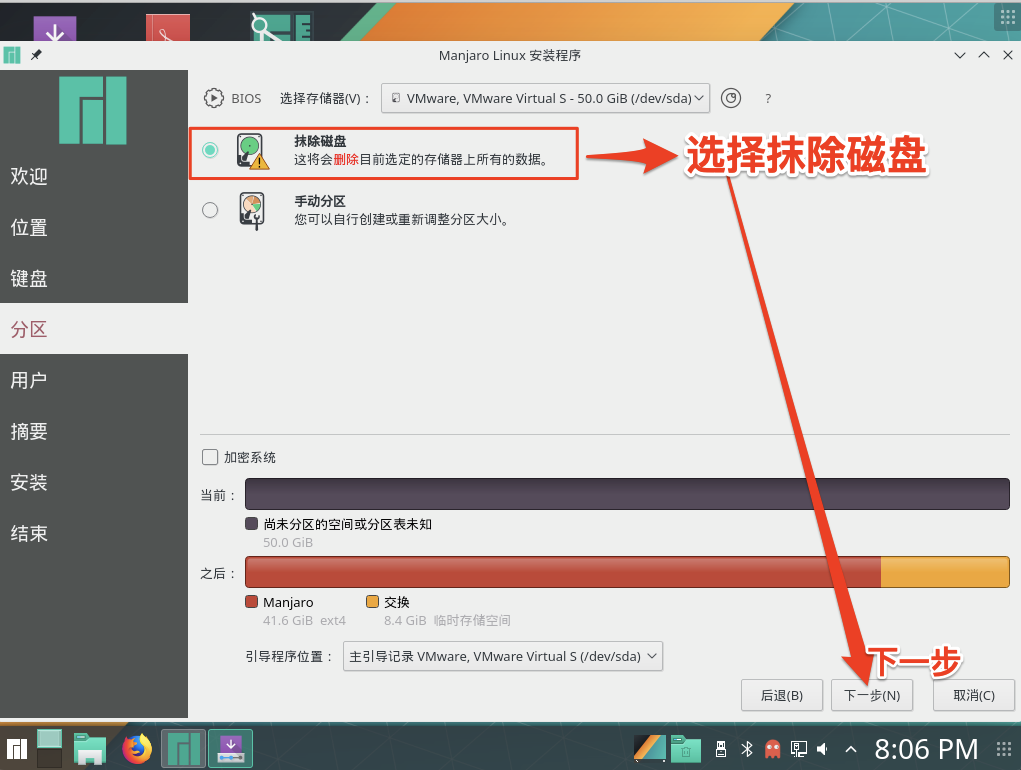 Manjaro Linux 安装程序
BIOS 选择存储器(V)： VMware, VMware Virtual S - 50.0 GiB (/dev/sda) ?
抹除磁盘
这将会删除目前选定的存储器上所有的数据。
选择抹除磁盘
手动分区
您可以自行创建或重新调整分区大小。
欢迎
位置
键盘
分区
用户
摘要
安装
结束
加密系统
当前：
尚未分区的空间或分区表未知
50.0 GiB
之后：
Manjaro 交换
41.6 GiB ext4 8.4 GiB 临时存储空间
引导程序位置： 主引导记录 VMware, VMware Virtual S (/dev/sda)
下一步
后退(B) 下一步(N) 取消(C)
8:06 PM